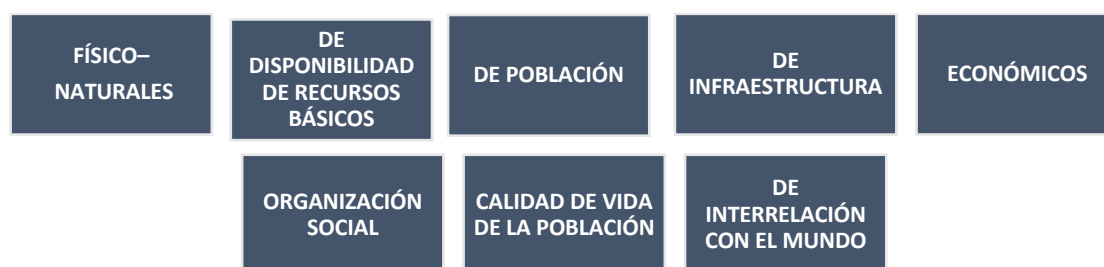 FÍSICO–
NATURALES
DE
DISPONIBILIDAD
DE RECURSOS
BÁSICOS
DE POBLACIÓN
DE
INFRAESTRUCTURA
ECONÓMICOS
ORGANIZACIÓN
SOCIAL
CALIDAD DE VIDA
DE LA POBLACIÓN
DE
INTERRELACIÓN
CON EL MUNDO